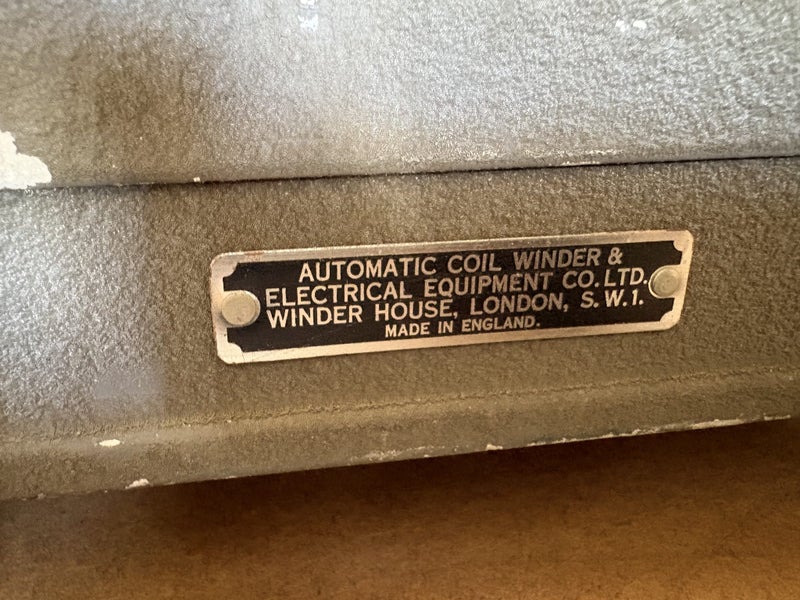 AUTOMATIC COIL WINDER &
ELECTRICAL EQUIPMENT CO. LTD.
WINDER HOUSE, LONDON, S.W.1.
MADE IN ENGLAND.